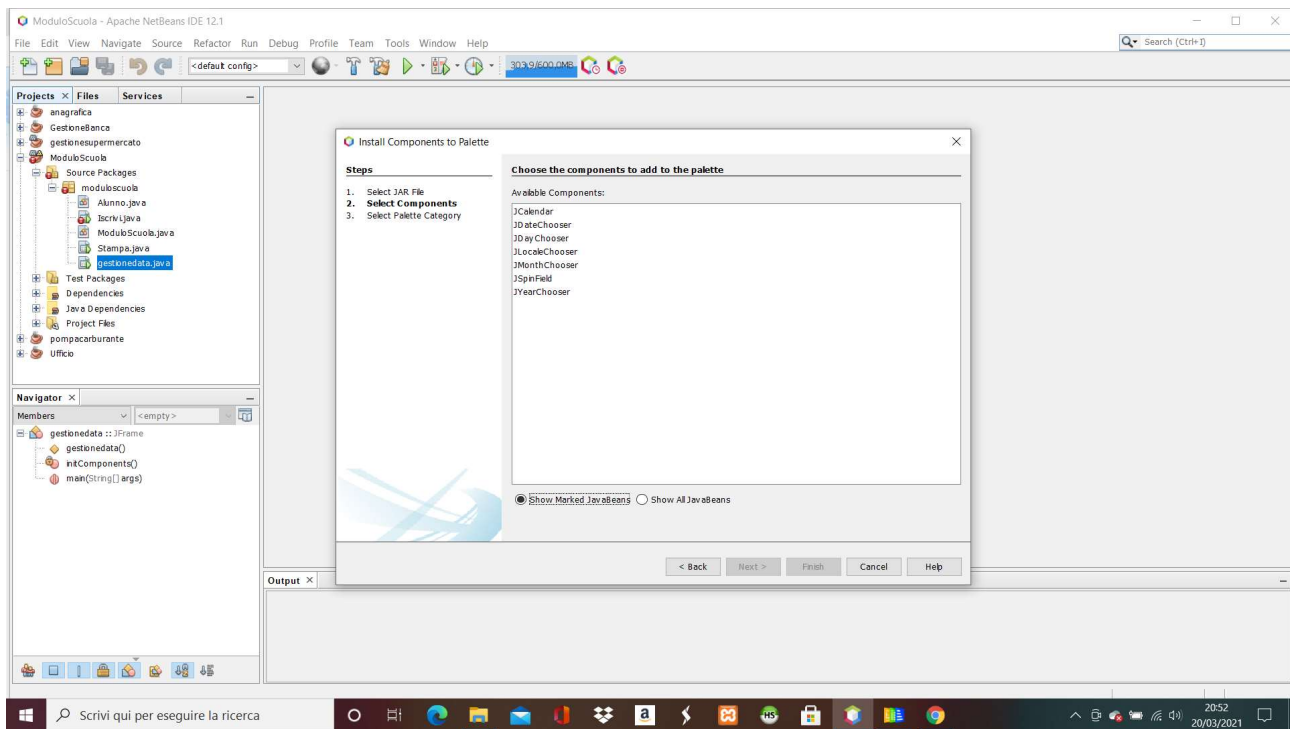 ModuloScuola - Apache NetBeans IDE 12.1
File Edit View Navigate Source Refactor Run Debug Profile Team Tools Window Help
Search (Ctrl+I)
<default config>
303,9/600,0MB
Projects Files Services
anagrafica
GestioneBanca
gestionesupermercato
ModuloScuola
Source Packages
moduloscuola
Alunno.java
Iscrivi.java
ModuloScuola.java
Stampa.java
gestionedata.java
Test Packages
Dependencies
Java Dependencies
Project Files
pompacarburante
Ufficio
Navigator
Members
<empty>
gestionedata :: JFrame
gestionedata()
initComponents()
main(String[] args)
Install Components to Palette
Steps
1. Select JAR File
2. Select Components
3. Select Palette Category
Choose the components to add to the palette
Available Components:
JCalendar
JDateChooser
JDayChooser
JLocaleChooser
JMonthChooser
JSpinField
JYearChooser
Show Marked JavaBeans Show All JavaBeans
< Back Next > Finish Cancel Help
Output
Scrivi qui per eseguire la ricerca
a
HS
20:52
20/03/2021